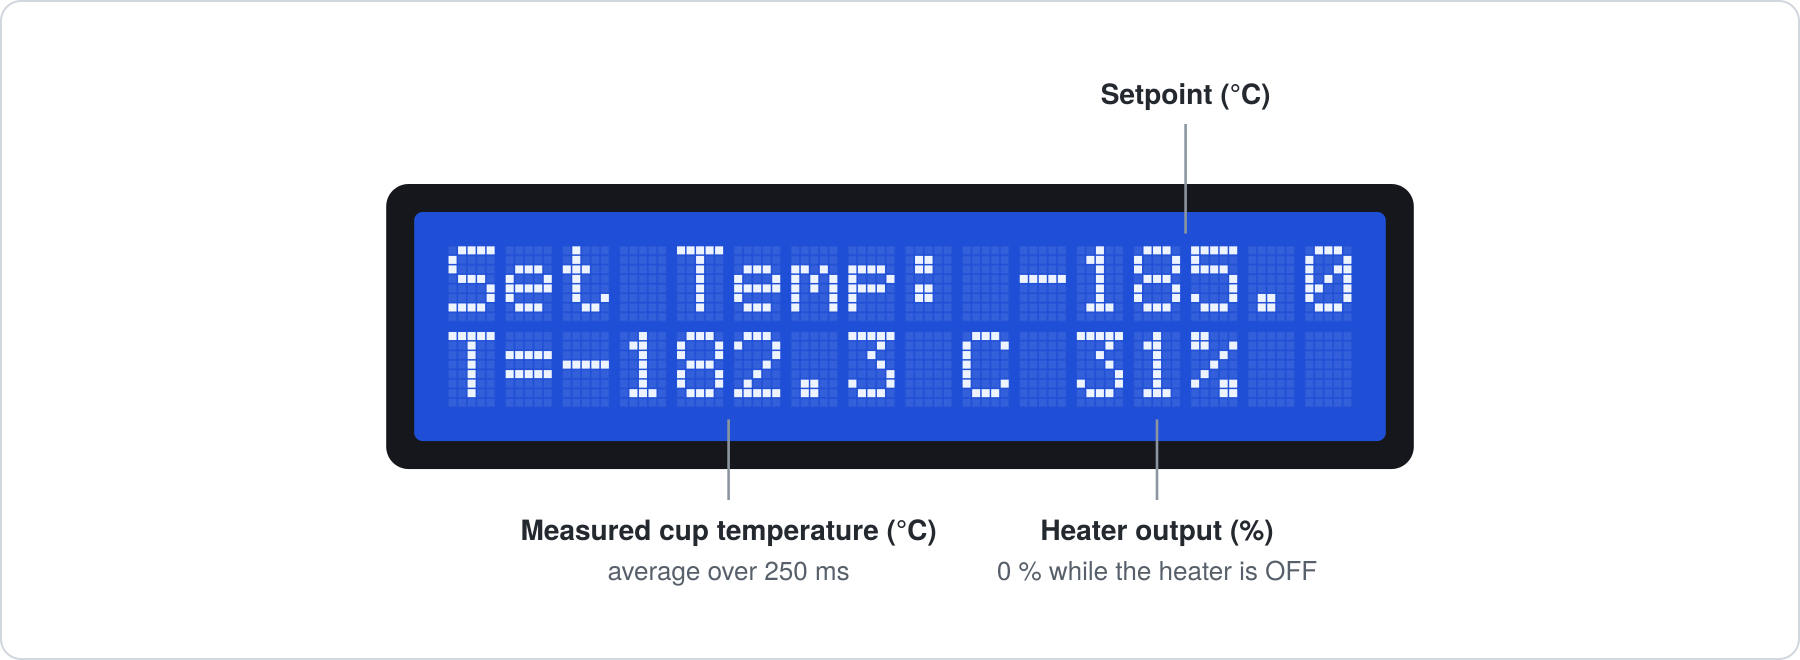 Setpoint (°C)
Set Temp: -185.0
T=-182.3 C 31%
Measured cup temperature (°C)
average over 250 ms
Heater output (%)
0 % while the heater is OFF